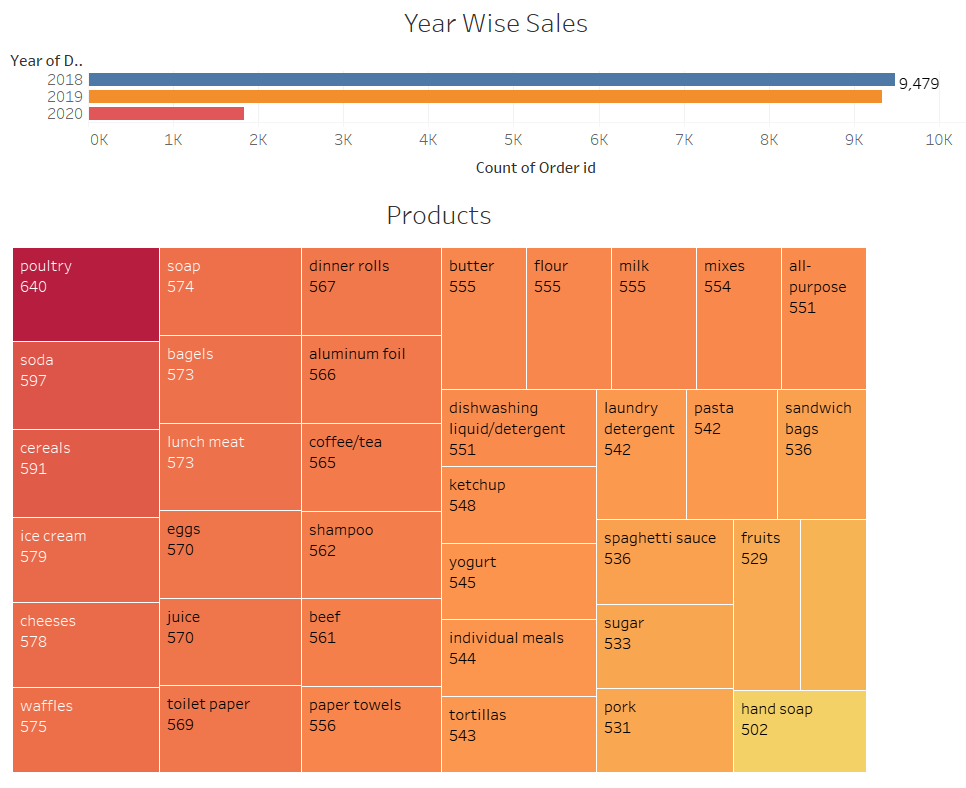 Year Wise Sales
Year of D..
2018
9,479
2019
2020
0K 1K 2K 3K 4K 5K 6K 7K 8K 9K 10K
Count of Order id
Products
poultry
640
soda
597
cereals
591
ice cream
579
cheeses
578
waffles
575
soap
574
bagels
573
lunch meat
573
eggs
570
juice
570
toilet paper
569
dinner rolls
567
aluminum foil
566
coffee/tea
565
shampoo
562
beef
561
paper towels
556
butter
555
flour
555
milk
555
mixes
554
all-
purpose
551
dishwashing
liquid/detergent
551
ketchup
548
yogurt
545
individual meals
544
tortillas
543
laundry
detergent
542
pasta
542
sandwich
bags
536
spaghetti sauce
536
sugar
533
pork
531
fruits
529
hand soap
502